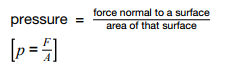 pressure = force normal to a surface / area of that surface
[p = F/A]